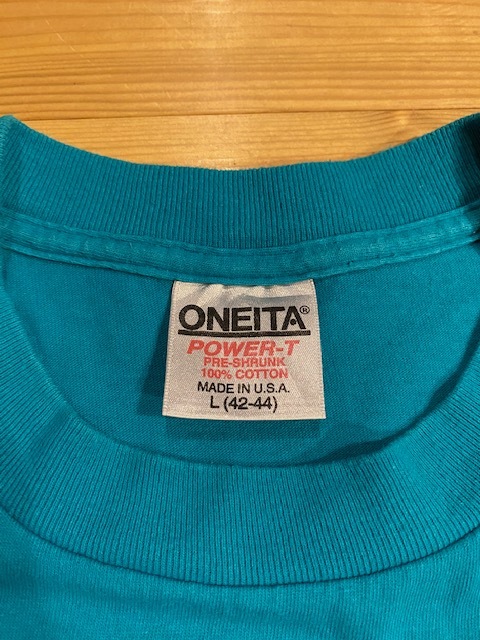 ONEITA®
POWER-T
PRE-SHRUNK
100% COTTON
MADE IN U.S.A.
L (42-44)